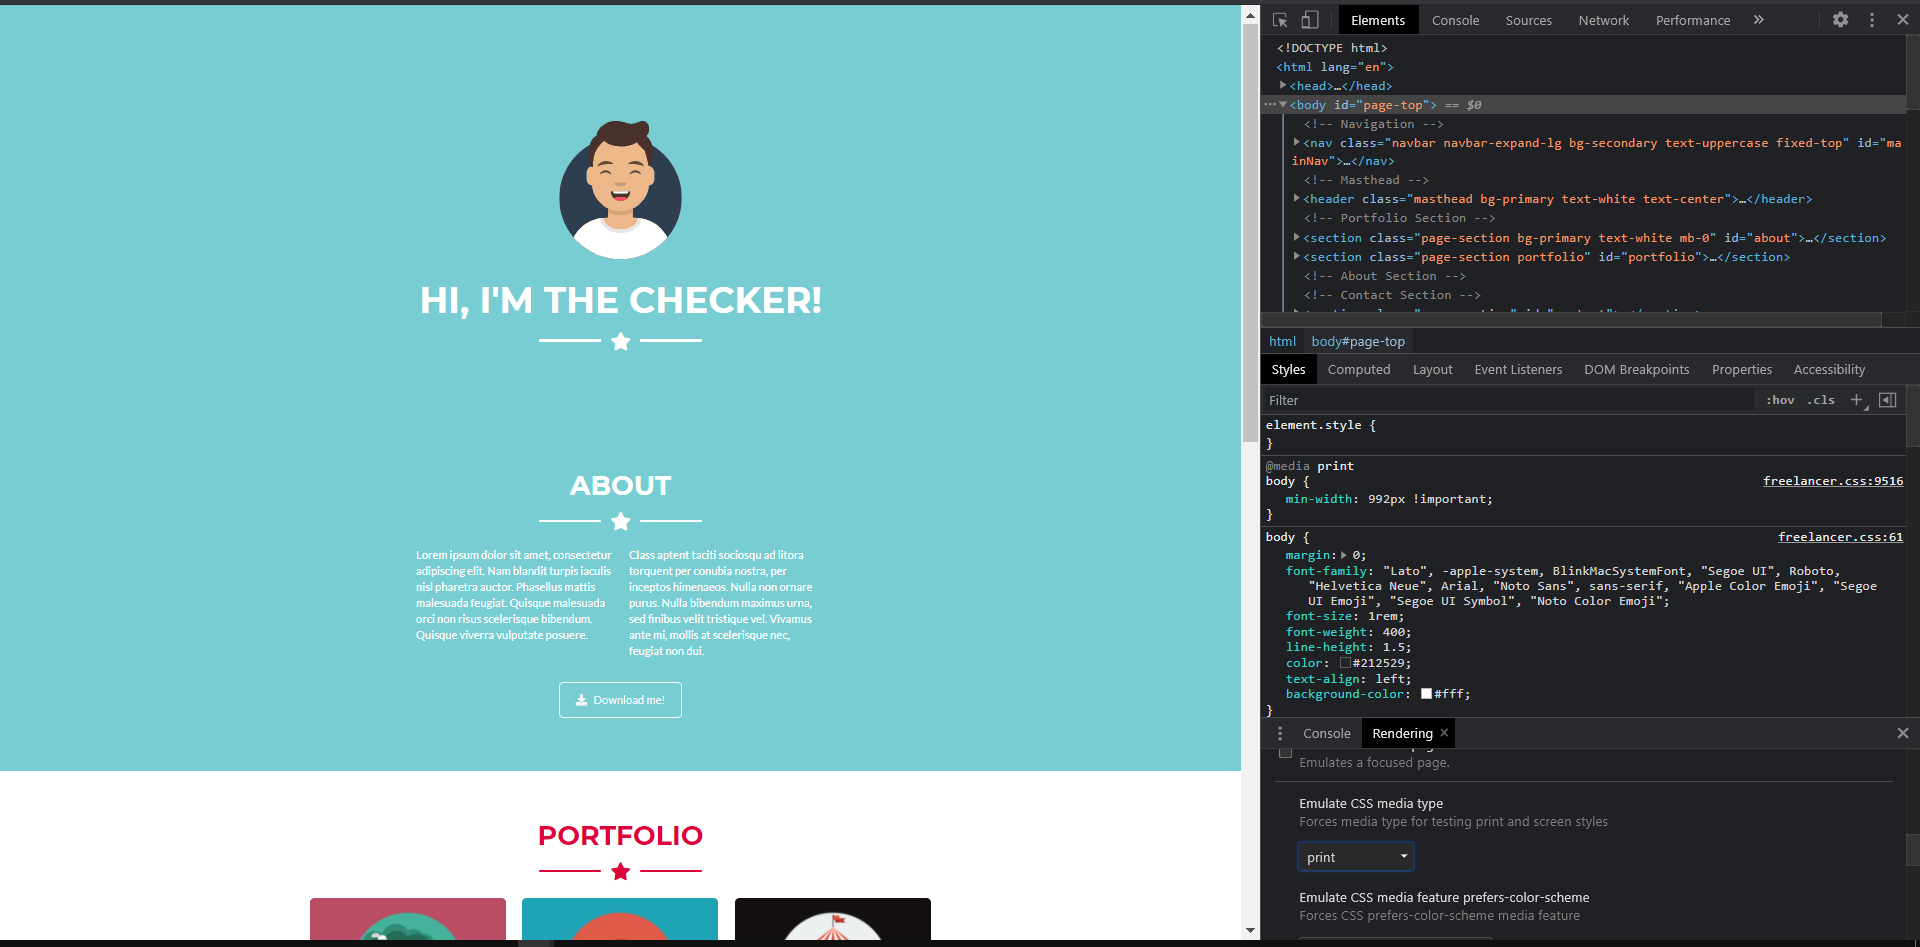 HI, I'M THE CHECKER!
ABOUT
Lorem ipsum dolor sit amet, consectetur
adipiscing elit. Nam blandit turpis iaculis
nisl pharetra auctor. Phasellus mattis
malesuada feugiat. Quisque malesuada
orci non risus scelerisque bibendum.
Quisque viverra vulputate posuere.
Class aptent taciti sociosqu ad litora
torquent per conubia nostra, per
inceptos himenaeos. Nulla non ornare
purus. Nulla bibendum maximus urna,
sed finibus velit tristique vel. Vivamus
ante mi, mollis at scelerisque nec,
feugiat non dui.
Download me!
PORTFOLIO
Elements Console Sources Network Performance »
<!DOCTYPE html>
<html lang="en">
<head>…</head>
<body id="page-top"> == $0
<!-- Navigation -->
<nav class="navbar navbar-expand-lg bg-secondary text-uppercase fixed-top" id="ma
inNav">…</nav>
<!-- Masthead -->
<header class="masthead bg-primary text-white text-center">…</header>
<!-- Portfolio Section -->
<section class="page-section bg-primary text-white mb-0" id="about">…</section>
<section class="page-section portfolio" id="portfolio">…</section>
<!-- About Section -->
<!-- Contact Section -->
html body#page-top
Styles Computed Layout Event Listeners DOM Breakpoints Properties Accessibility
Filter :hov .cls +
element.style {
}
@media print
body { freelancer.css:9516
min-width: 992px !important;
}
body { freelancer.css:61
margin: 0;
font-family: "Lato", -apple-system, BlinkMacSystemFont, "Segoe UI", Roboto,
"Helvetica Neue", Arial, "Noto Sans", sans-serif, "Apple Color Emoji", "Segoe
UI Emoji", "Segoe UI Symbol", "Noto Color Emoji";
font-size: 1rem;
font-weight: 400;
line-height: 1.5;
color: #212529;
text-align: left;
background-color: #fff;
}
Console Rendering ×
Emulates a focused page.
Emulate CSS media type
Forces media type for testing print and screen styles
print
Emulate CSS media feature prefers-color-scheme
Forces CSS prefers-color-scheme media feature